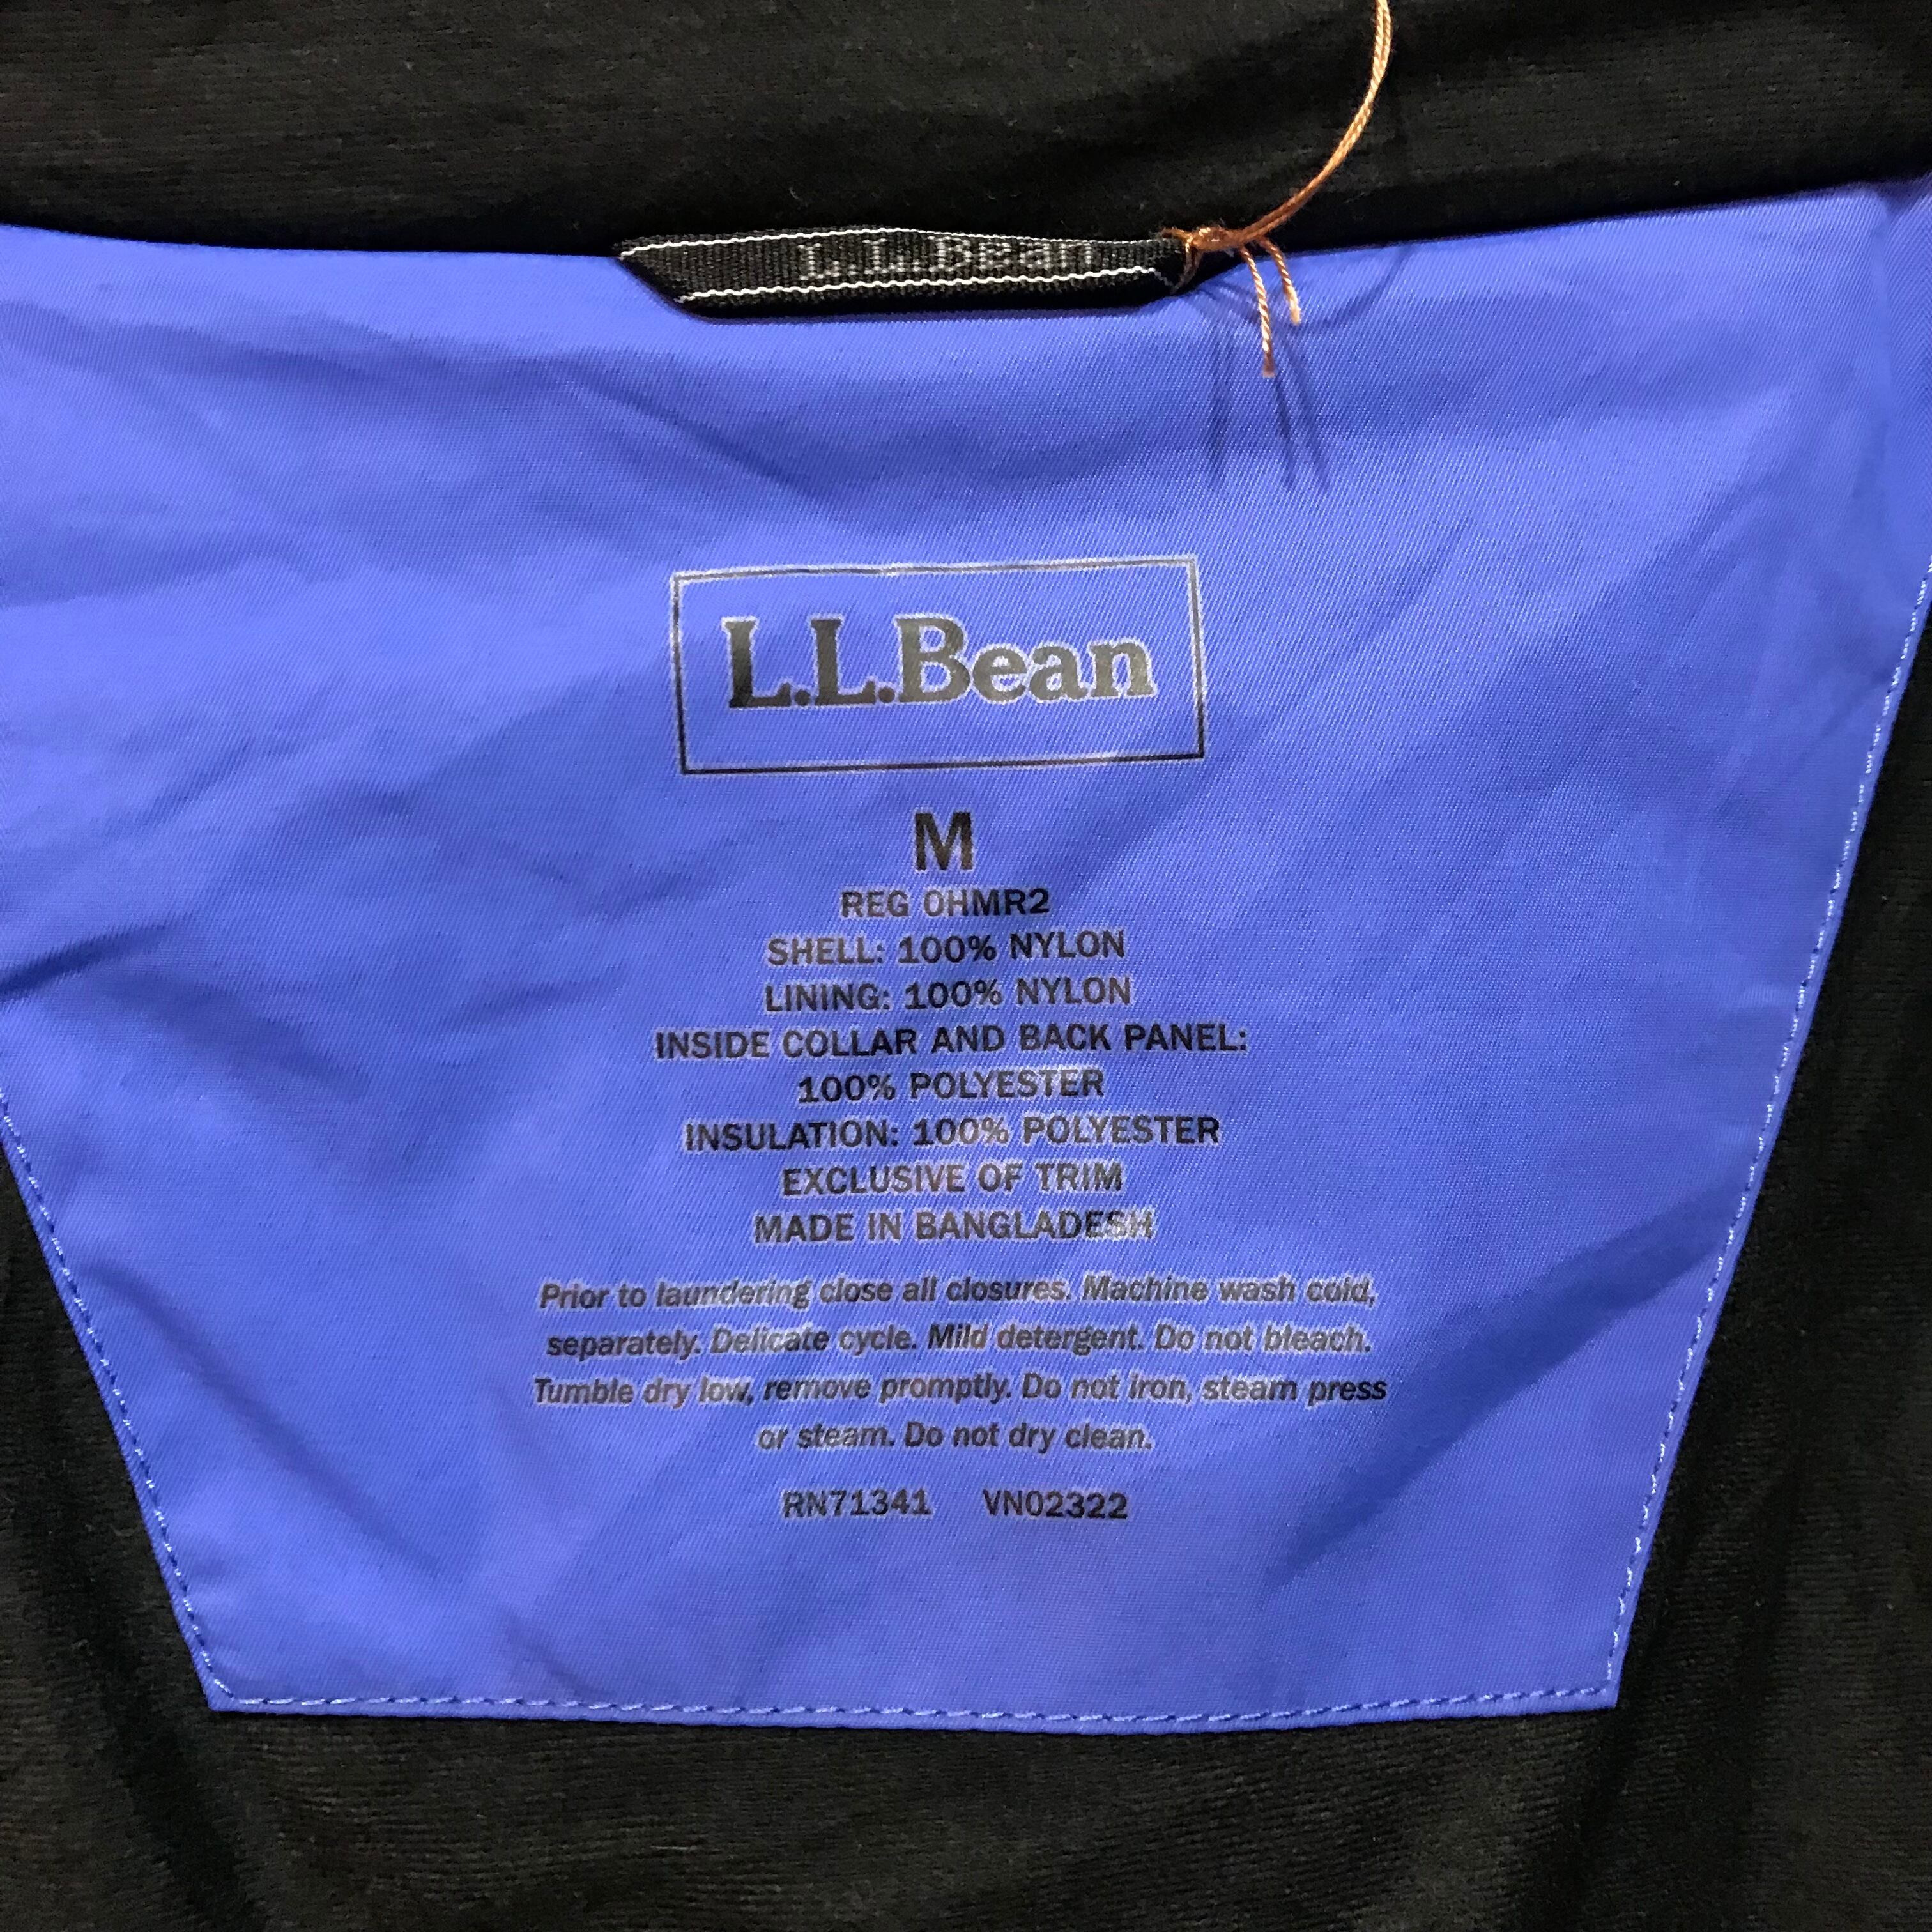 L.L.Bean
L.L.Bean
M
REG 0HMR2
SHELL: 100% NYLON
LINING: 100% NYLON
INSIDE COLLAR AND BACK PANEL:
100% POLYESTER
INSULATION: 100% POLYESTER
EXCLUSIVE OF TRIM
MADE IN BANGLADESH
Prior to laundering close all closures. Machine wash cold,
separately. Delicate cycle. Mild detergent. Do not bleach.
Tumble dry low, remove promptly. Do not iron, steam press
or steam. Do not dry clean.
RN71341 VN02322